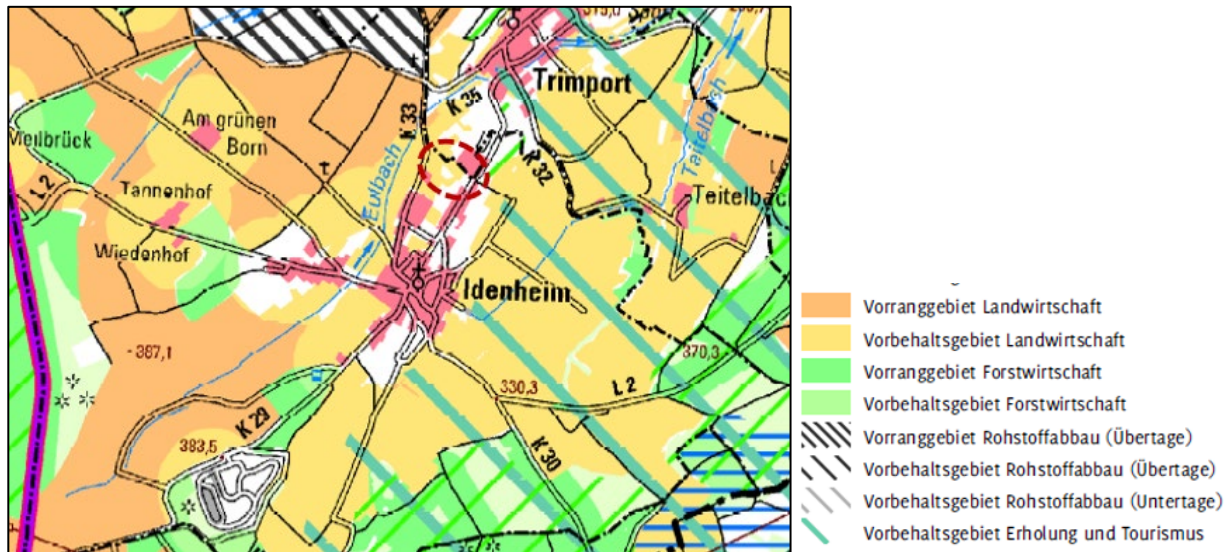 315,0
Trimport
K 35
K 33
Am grünen
Born
Eulbach
K 32
Teitelbach
L 2
Tannenhof
Wiedenhof
Idenheim
387,1
370,3
330,3
L 2
K 29
383,5
K 30
Vorranggebiet Landwirtschaft
Vorbehaltsgebiet Landwirtschaft
Vorranggebiet Forstwirtschaft
Vorbehaltsgebiet Forstwirtschaft
Vorranggebiet Rohstoffabbau (Übertage)
Vorbehaltsgebiet Rohstoffabbau (Übertage)
Vorbehaltsgebiet Rohstoffabbau (Untertage)
Vorbehaltsgebiet Erholung und Tourismus